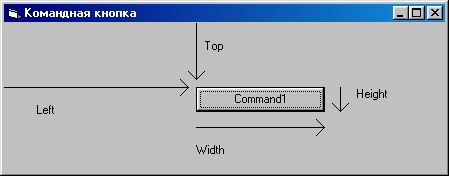 Командная кнопка
Top
Command1
Height
Left
Width